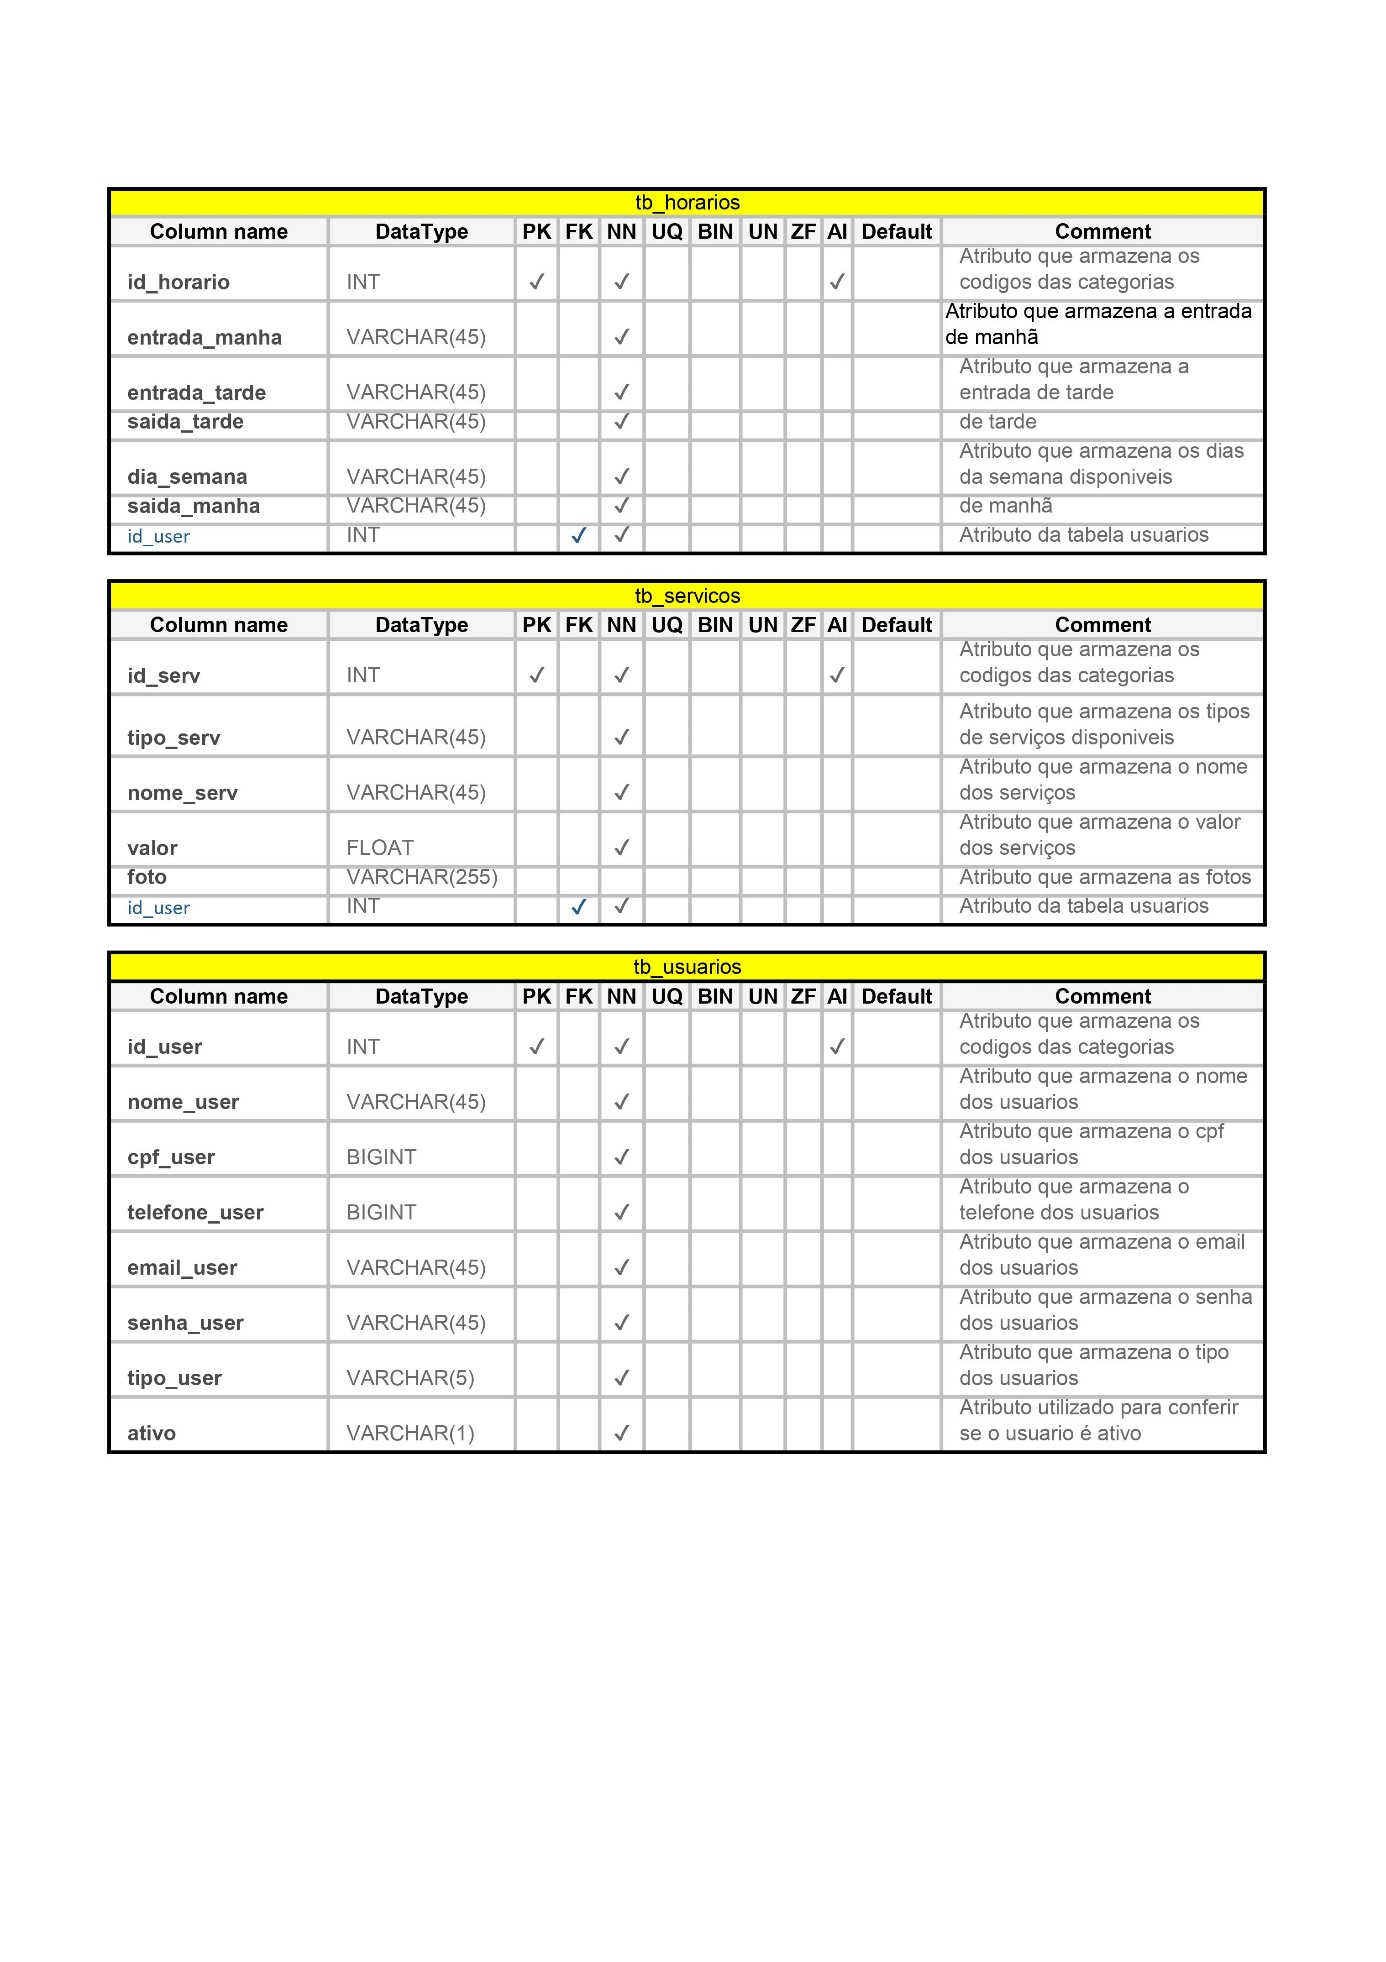 tb_horarios
Column name DataType PK FK NN UQ BIN UN ZF AI Default Comment
Atributo que armazena os
id_horario INT ✓ ✓ ✓ codigos das categorias
Atributo que armazena a entrada
entrada_manha VARCHAR(45) ✓ de manhã
Atributo que armazena a
entrada_tarde VARCHAR(45) ✓ entrada de tarde
saida_tarde VARCHAR(45) ✓ de tarde
Atributo que armazena os dias
dia_semana VARCHAR(45) ✓ da semana disponiveis
saida_manha VARCHAR(45) ✓ de manhã
id_user INT ✓ ✓ Atributo da tabela usuarios
tb_servicos
Column name DataType PK FK NN UQ BIN UN ZF AI Default Comment
Atributo que armazena os
id_serv INT ✓ ✓ ✓ codigos das categorias
Atributo que armazena os tipos
tipo_serv VARCHAR(45) ✓ de serviços disponiveis
Atributo que armazena o nome
nome_serv VARCHAR(45) ✓ dos serviços
Atributo que armazena o valor
valor FLOAT ✓ dos serviços
foto VARCHAR(255) Atributo que armazena as fotos
id_user INT ✓ ✓ Atributo da tabela usuarios
tb_usuarios
Column name DataType PK FK NN UQ BIN UN ZF AI Default Comment
Atributo que armazena os
id_user INT ✓ ✓ ✓ codigos das categorias
Atributo que armazena o nome
nome_user VARCHAR(45) ✓ dos usuarios
Atributo que armazena o cpf
cpf_user BIGINT ✓ dos usuarios
Atributo que armazena o
telefone_user BIGINT ✓ telefone dos usuarios
Atributo que armazena o email
email_user VARCHAR(45) ✓ dos usuarios
Atributo que armazena o senha
senha_user VARCHAR(45) ✓ dos usuarios
Atributo que armazena o tipo
tipo_user VARCHAR(5) ✓ dos usuarios
Atributo utilizado para conferir
ativo VARCHAR(1) ✓ se o usuario é ativo